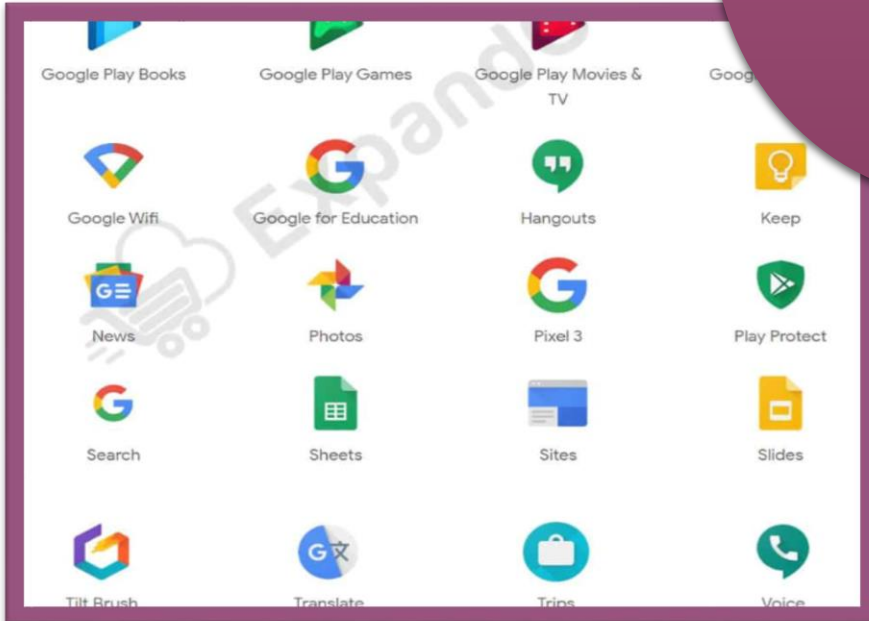 Google Play Books
Google Play Games
Google Play Movies &
TV
Google Wifi
Google for Education
Hangouts
Keep
News
Photos
Pixel 3
Play Protect
Search
Sheets
Sites
Slides
Tilt Brush
Translate
Trips
Voice